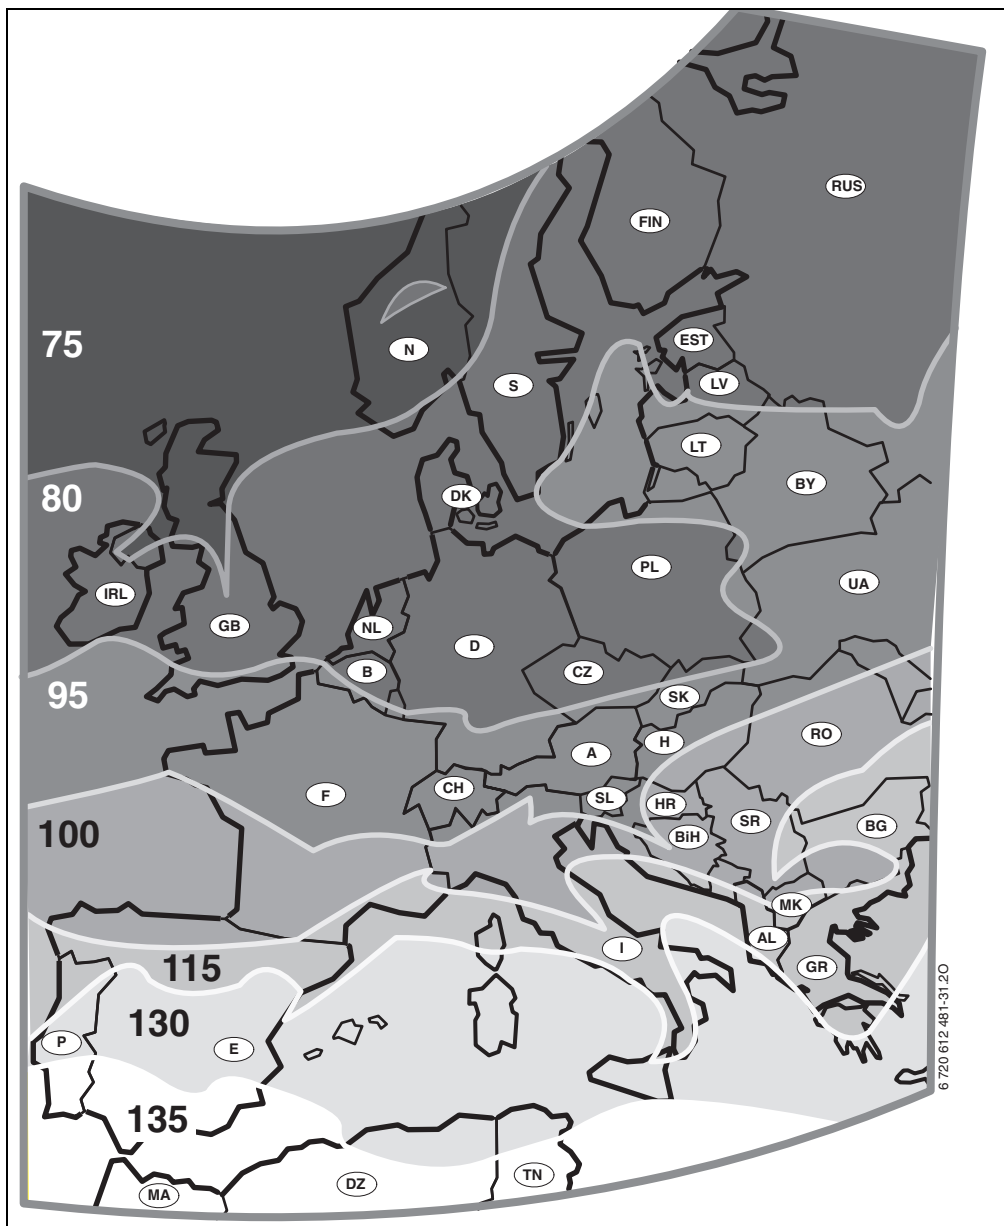 RUS
FIN
75
EST
N
LV
S
LT
80
BY
DK
PL
UA
IRL
GB
NL
D
B
CZ
95
SK
RO
H
A
CH
F
SL
HR
SR
BG
100
BiH
MK
AL
I
115
GR
130
P
E
135
DZ
TN
MA
6 720 612 481-31.2O